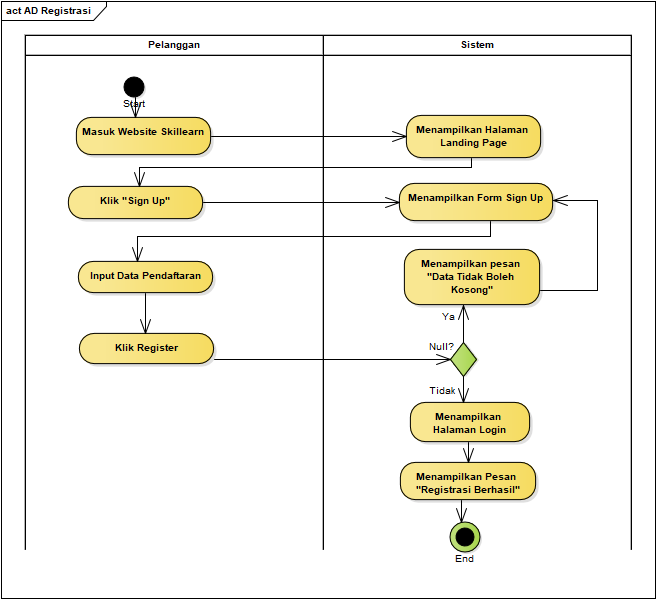 act AD Registrasi
Pelanggan
Sistem
Start
Masuk Website Skillearn
Menampilkan Halaman
Landing Page
Klik "Sign Up"
Menampilkan Form Sign Up
Input Data Pendaftaran
Menampilkan pesan
"Data Tidak Boleh
Kosong"
Ya
Klik Register
Null?
Tidak
Menampilkan
Halaman Login
Menampilkan Pesan
"Registrasi Berhasil"
End